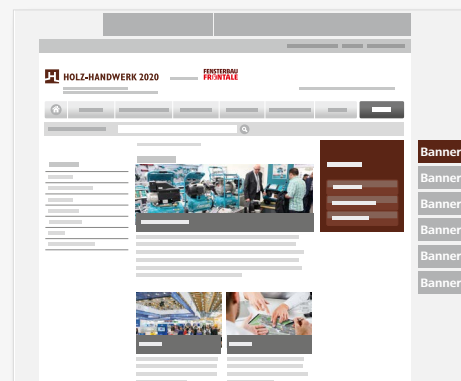 HOLZ-HANDWERK 2020
FENSTERBAU
FRONTALE
Banner
Banner
Banner
Banner
Banner
Banner